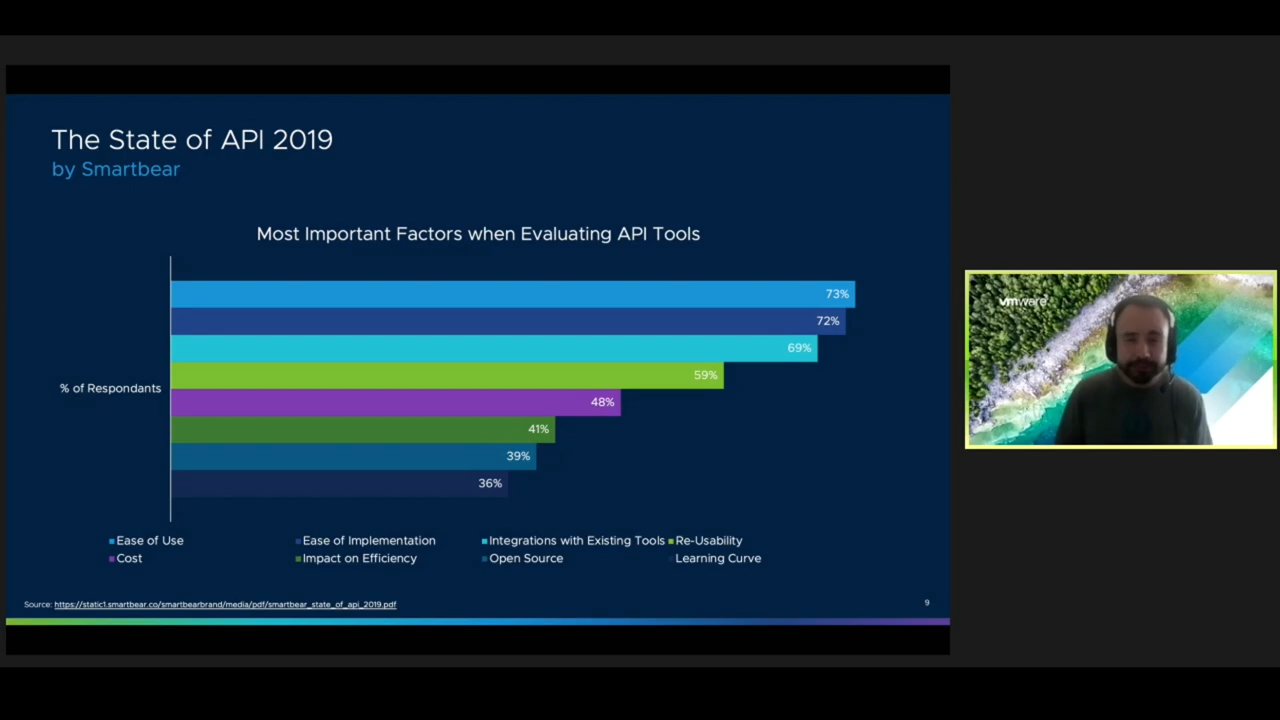 The State of API 2019
by Smartbear
Most Important Factors when Evaluating API Tools
73%
72%
69%
59%
% of Respondants
48%
41%
39%
36%
Ease of Use
Ease of Implementation
Integrations with Existing Tools
Re-Usability
Cost
Impact on Efficiency
Open Source
Learning Curve
Source: https://static1.smartbear.co/smartbearbrand/media/pdf/smartbear_state_of_api_2019.pdf
9
vmware